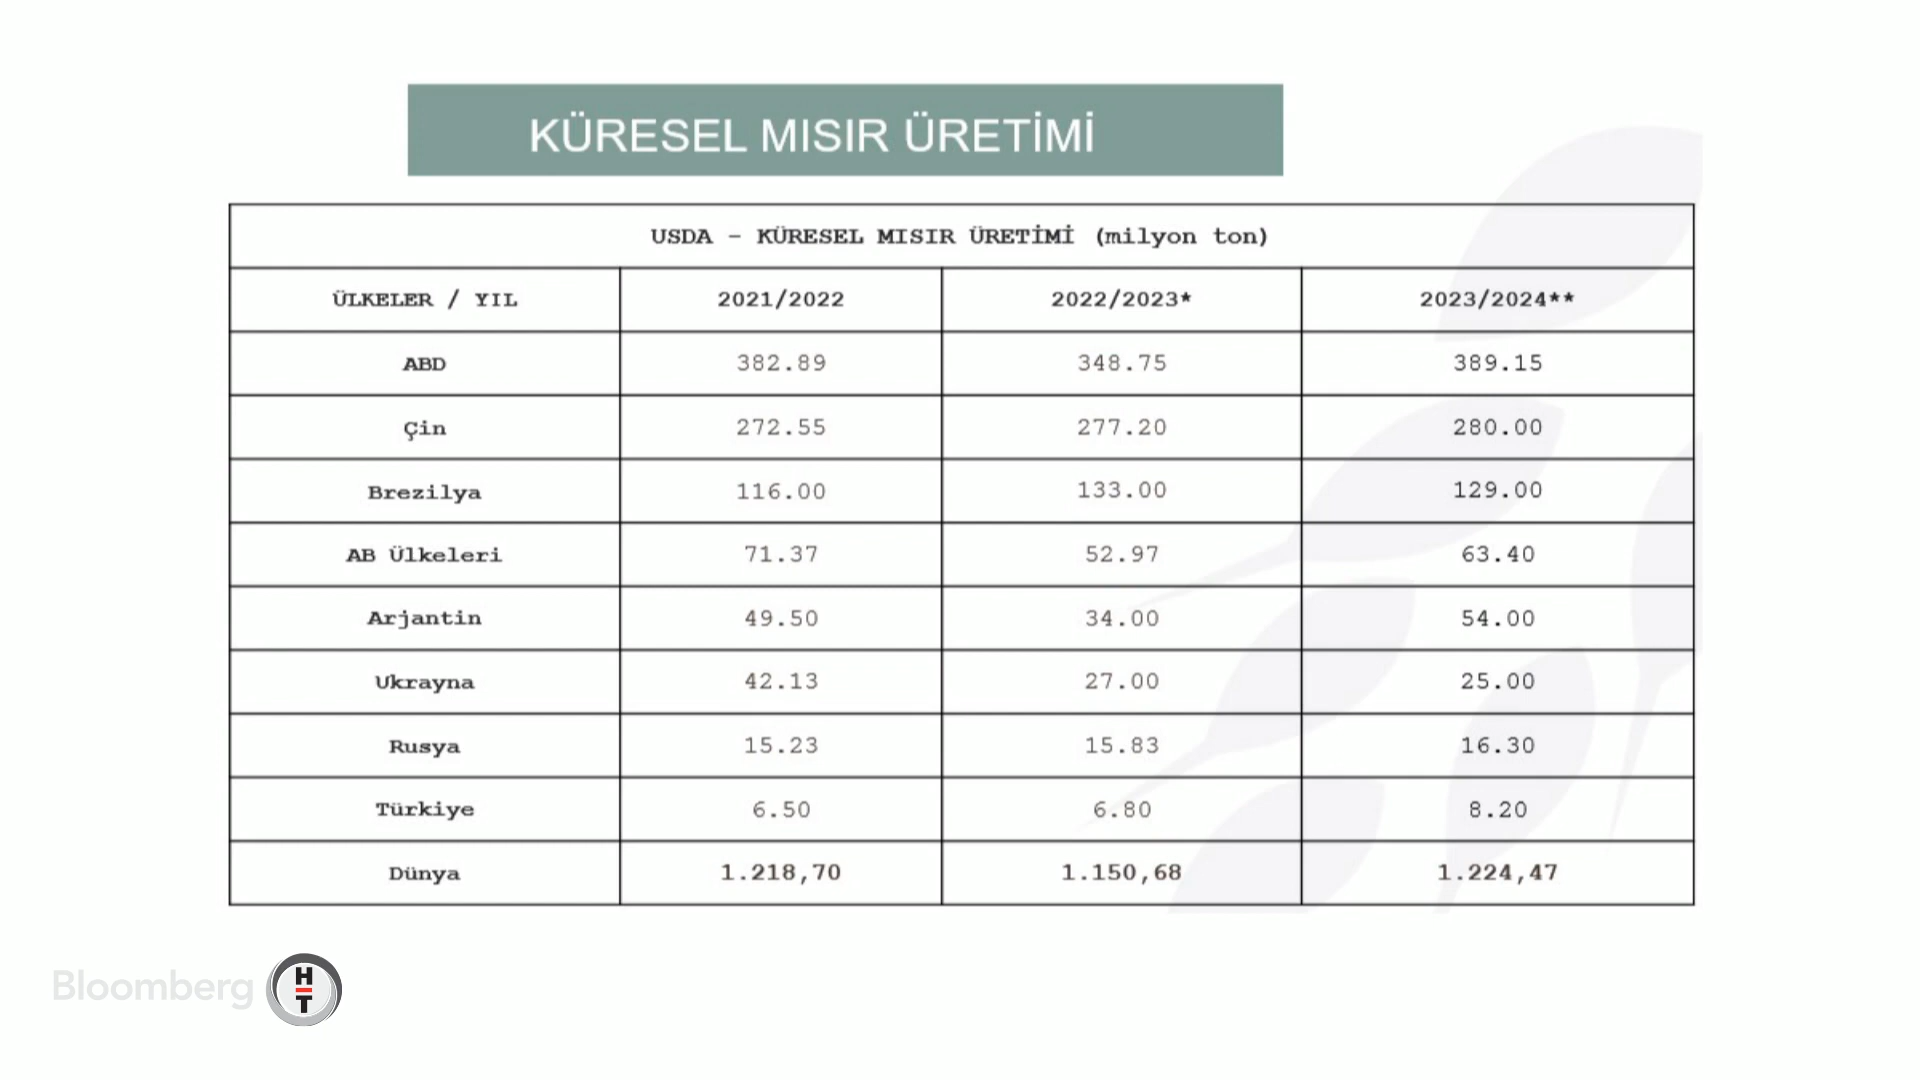 KÜRESEL MISIR ÜRETİMİ
USDA – KÜRESEL MISIR ÜRETİMİ (milyon ton)
ÜLKELER / YIL 2021/2022 2022/2023* 2023/2024**
ABD 382.89 348.75 389.15
Çin 272.55 277.20 280.00
Brezilya 116.00 133.00 129.00
AB Ülkeleri 71.37 52.97 63.40
Arjantin 49.50 34.00 54.00
Ukrayna 42.13 27.00 25.00
Rusya 15.23 15.83 16.30
Türkiye 6.50 6.80 8.20
Dünya 1.218,70 1.150,68 1.224,47
Bloomberg HT